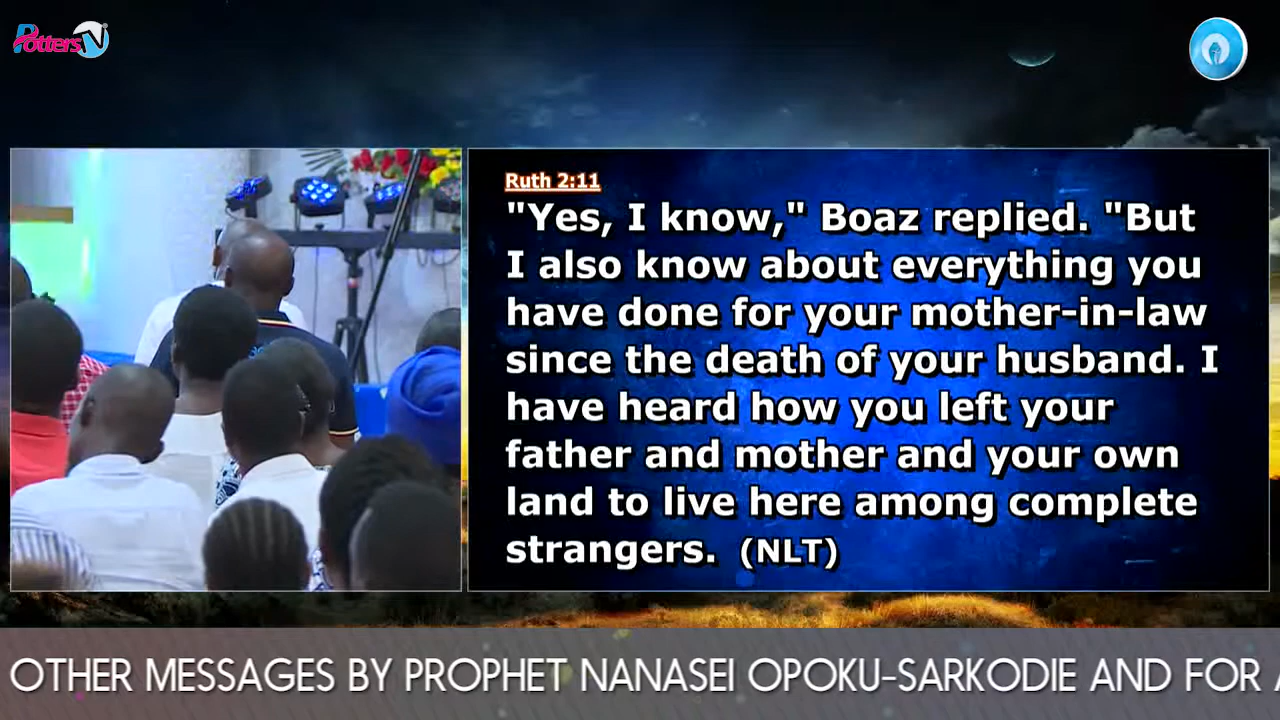 PottersTV
Ruth 2:11
"Yes, I know," Boaz replied. "But
I also know about everything you
have done for your mother-in-law
since the death of your husband. I
have heard how you left your
father and mother and your own
land to live here among complete
strangers. (NLT)
OTHER MESSAGES BY PROPHET NANASEI OPOKU-SARKODIE AND FOR